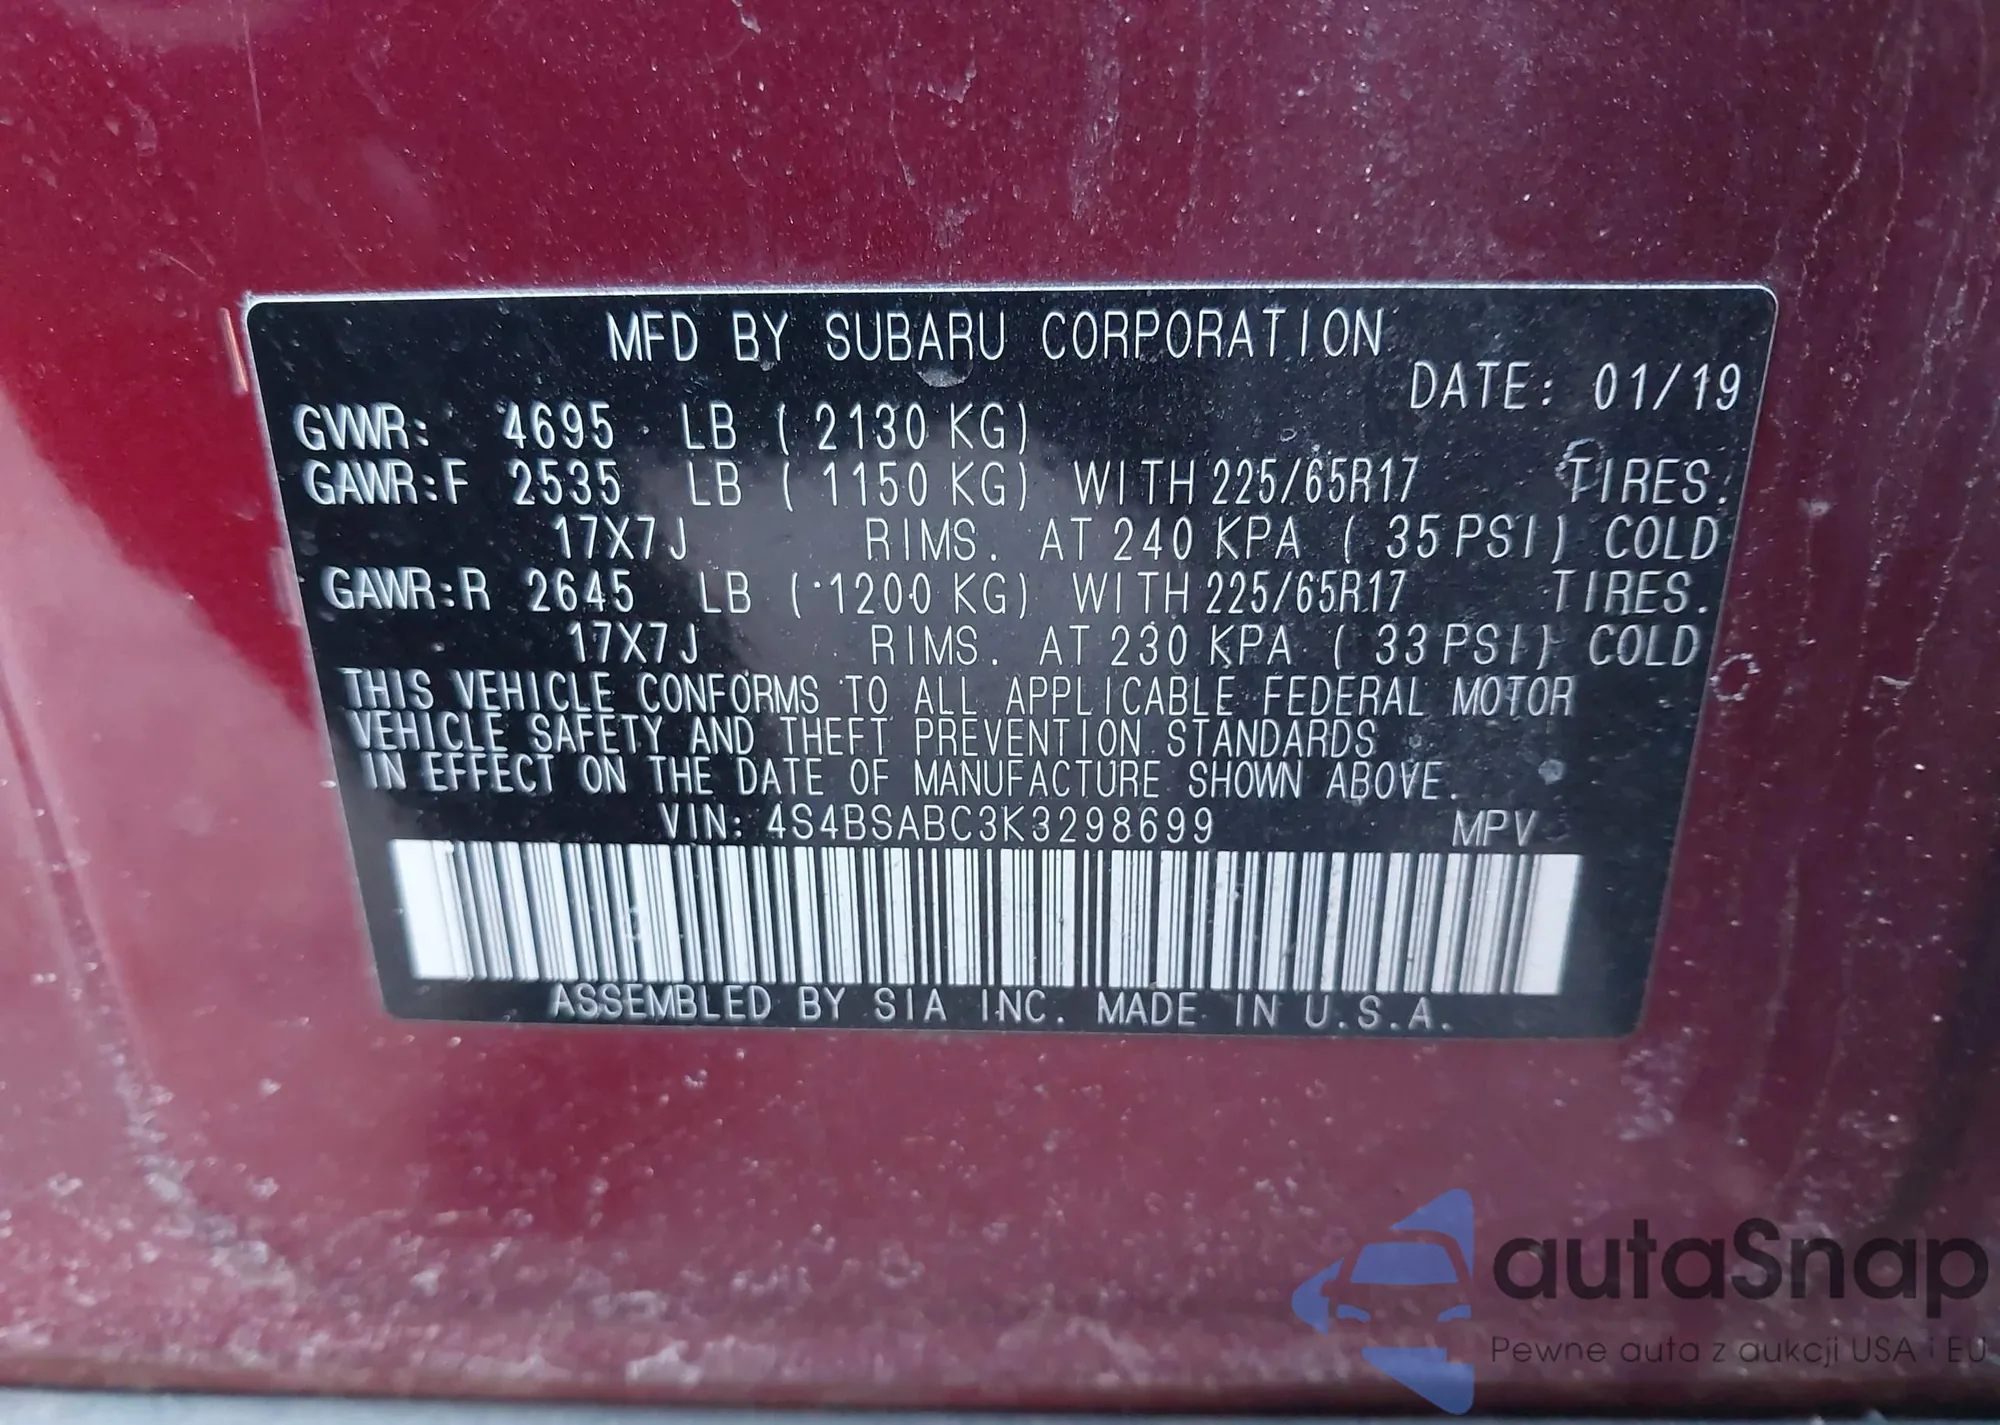 MFD BY SUBARU CORPORATION
DATE: 01/19
GVWR: 4695 LB (2130 KG)
GAWR:F 2535 LB (1150 KG) WITH 225/65R17 TIRES.
17X7J RIMS. AT 240 KPA (35 PSI) COLD
GAWR:R 2645 LB (1200 KG) WITH 225/65R17 TIRES.
17X7J RIMS. AT 230 KPA (33 PSI) COLD
THIS VEHICLE CONFORMS TO ALL APPLICABLE FEDERAL MOTOR
VEHICLE SAFETY AND THEFT PREVENTION STANDARDS
IN EFFECT ON THE DATE OF MANUFACTURE SHOWN ABOVE.
VIN: 4S4BSABC3K3298699 MPV
ASSEMBLED BY SIA INC. MADE IN U.S.A.
autaSnap
Pewne auta z aukcji USA i EU